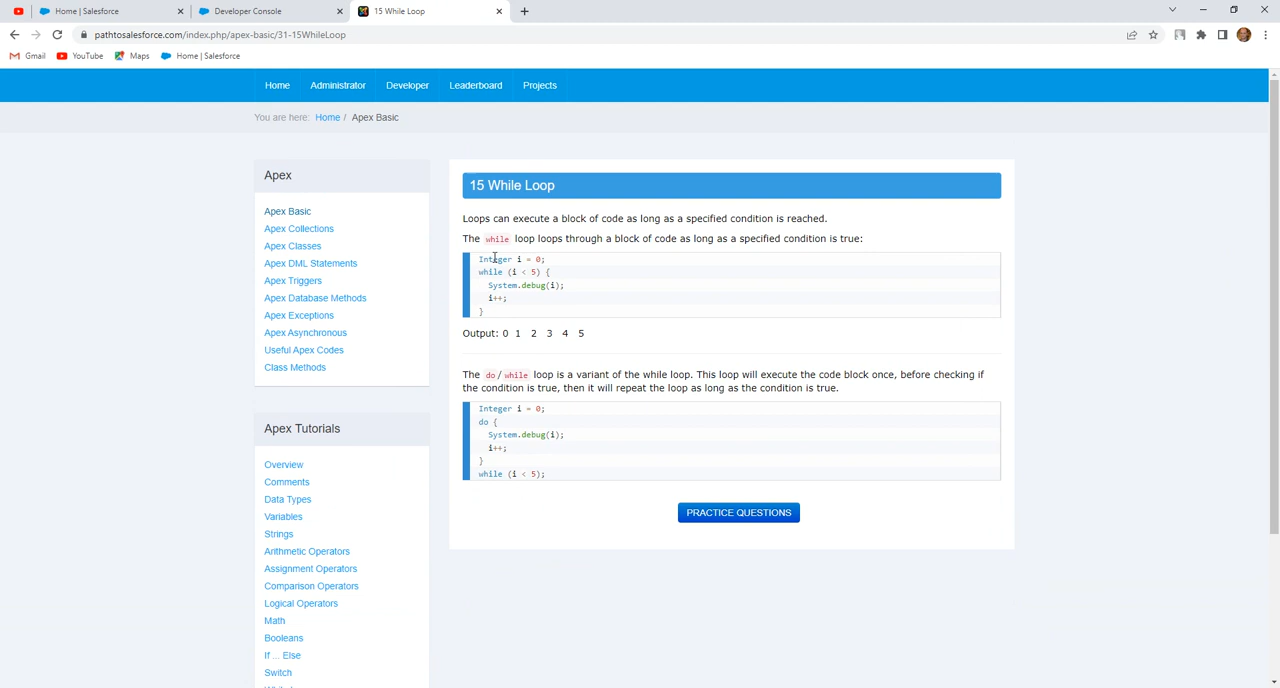 Home | Salesforce
Developer Console
15 While Loop
pathtosalesforce.com/index.php/apex-basic/31-15WhileLoop
Gmail YouTube Maps Home | Salesforce
Home Administrator Developer Leaderboard Projects
You are here: Home / Apex Basic
Apex
Apex Basic
Apex Collections
Apex Classes
Apex DML Statements
Apex Triggers
Apex Database Methods
Apex Exceptions
Apex Asynchronous
Useful Apex Codes
Class Methods
Apex Tutorials
Overview
Comments
Data Types
Variables
Strings
Arithmetic Operators
Assignment Operators
Comparison Operators
Logical Operators
Math
Booleans
If ... Else
Switch
15 While Loop
Loops can execute a block of code as long as a specified condition is reached.
The while loop loops through a block of code as long as a specified condition is true:
Integer i = 0;
while (i < 5) {
System.debug(i);
i++;
}
Output: 0 1 2 3 4 5
The do/while loop is a variant of the while loop. This loop will execute the code block once, before checking if
the condition is true, then it will repeat the loop as long as the condition is true.
Integer i = 0;
do {
System.debug(i);
i++;
}
while (i < 5);
PRACTICE QUESTIONS